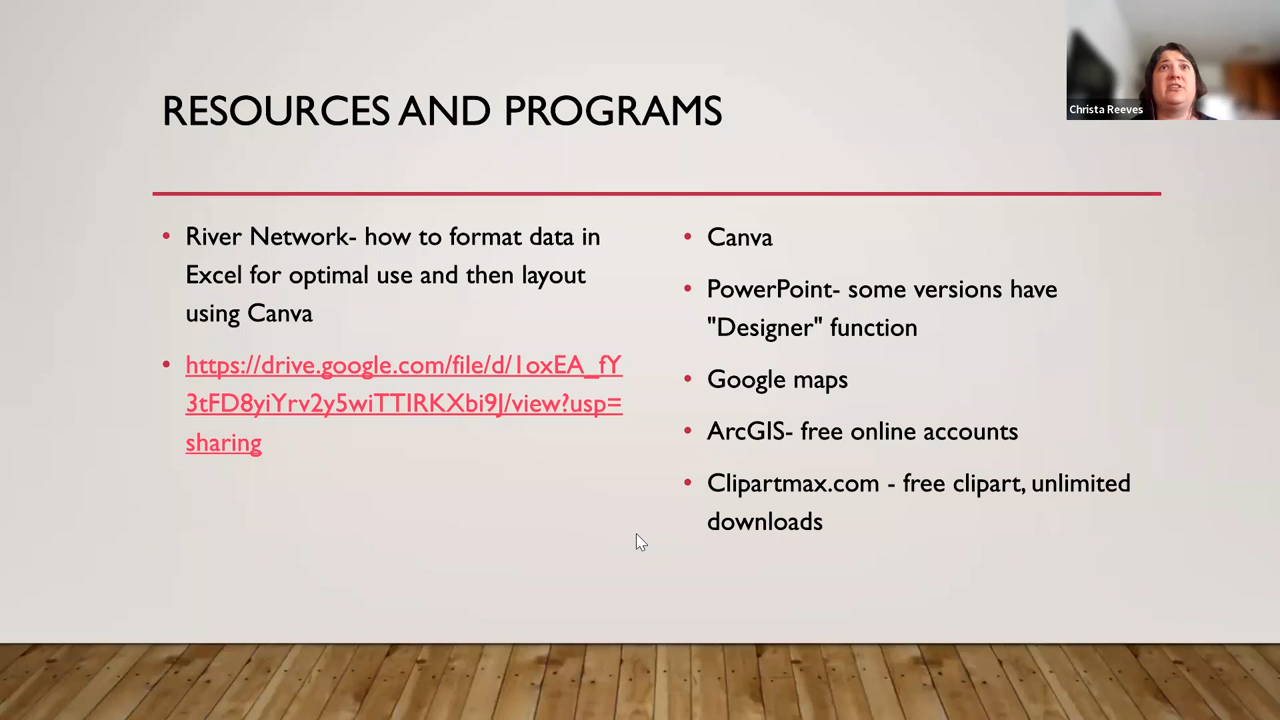 RESOURCES AND PROGRAMS
Christa Reeves
• River Network- how to format data in
Excel for optimal use and then layout
using Canva
• https://drive.google.com/file/d/1oxEA_fY
3tFD8yiYrv2y5wiTTIRKXbi9J/view?usp=
sharing
• Canva
• PowerPoint- some versions have
"Designer" function
• Google maps
• ArcGIS- free online accounts
• Clipartmax.com - free clipart, unlimited
downloads